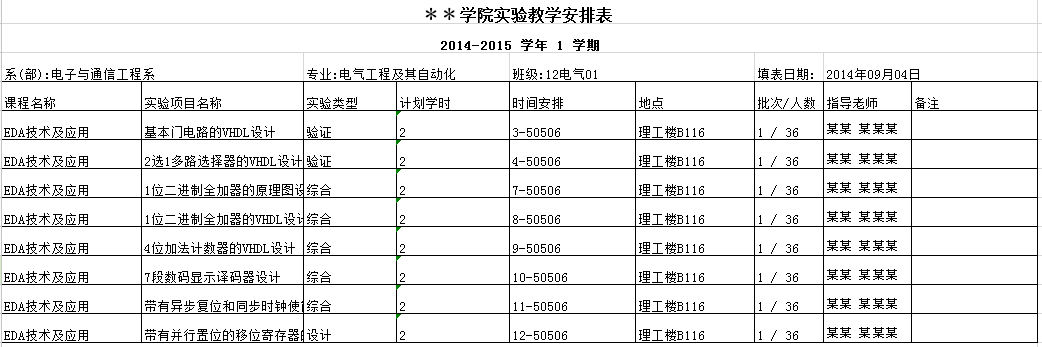 ＊＊学院实验教学安排表
2014-2015 学年 1 学期
系(部):电子与通信工程系 专业:电气工程及其自动化 班级:12电气01 填表日期: 2014年09月04日
课程名称 实验项目名称 实验类型 计划学时 时间安排 地点 批次/人数 指导老师 备注
EDA技术及应用 基本门电路的VHDL设计 验证 2 3-50506 理工楼B116 1 / 36 某某 某某某
EDA技术及应用 2选1多路选择器的VHDL设计 验证 2 4-50506 理工楼B116 1 / 36 某某 某某某
EDA技术及应用 1位二进制全加器的原理图设 综合 2 7-50506 理工楼B116 1 / 36 某某 某某某
EDA技术及应用 1位二进制全加器的VHDL设计 综合 2 8-50506 理工楼B116 1 / 36 某某 某某某
EDA技术及应用 4位加法计数器的VHDL设计 综合 2 9-50506 理工楼B116 1 / 36 某某 某某某
EDA技术及应用 7段数码显示译码器设计 综合 2 10-50506 理工楼B116 1 / 36 某某 某某某
EDA技术及应用 带有异步复位和同步时钟使 综合 2 11-50506 理工楼B116 1 / 36 某某 某某某
EDA技术及应用 带有并行置位的移位寄存器 设计 2 12-50506 理工楼B116 1 / 36 某某 某某某